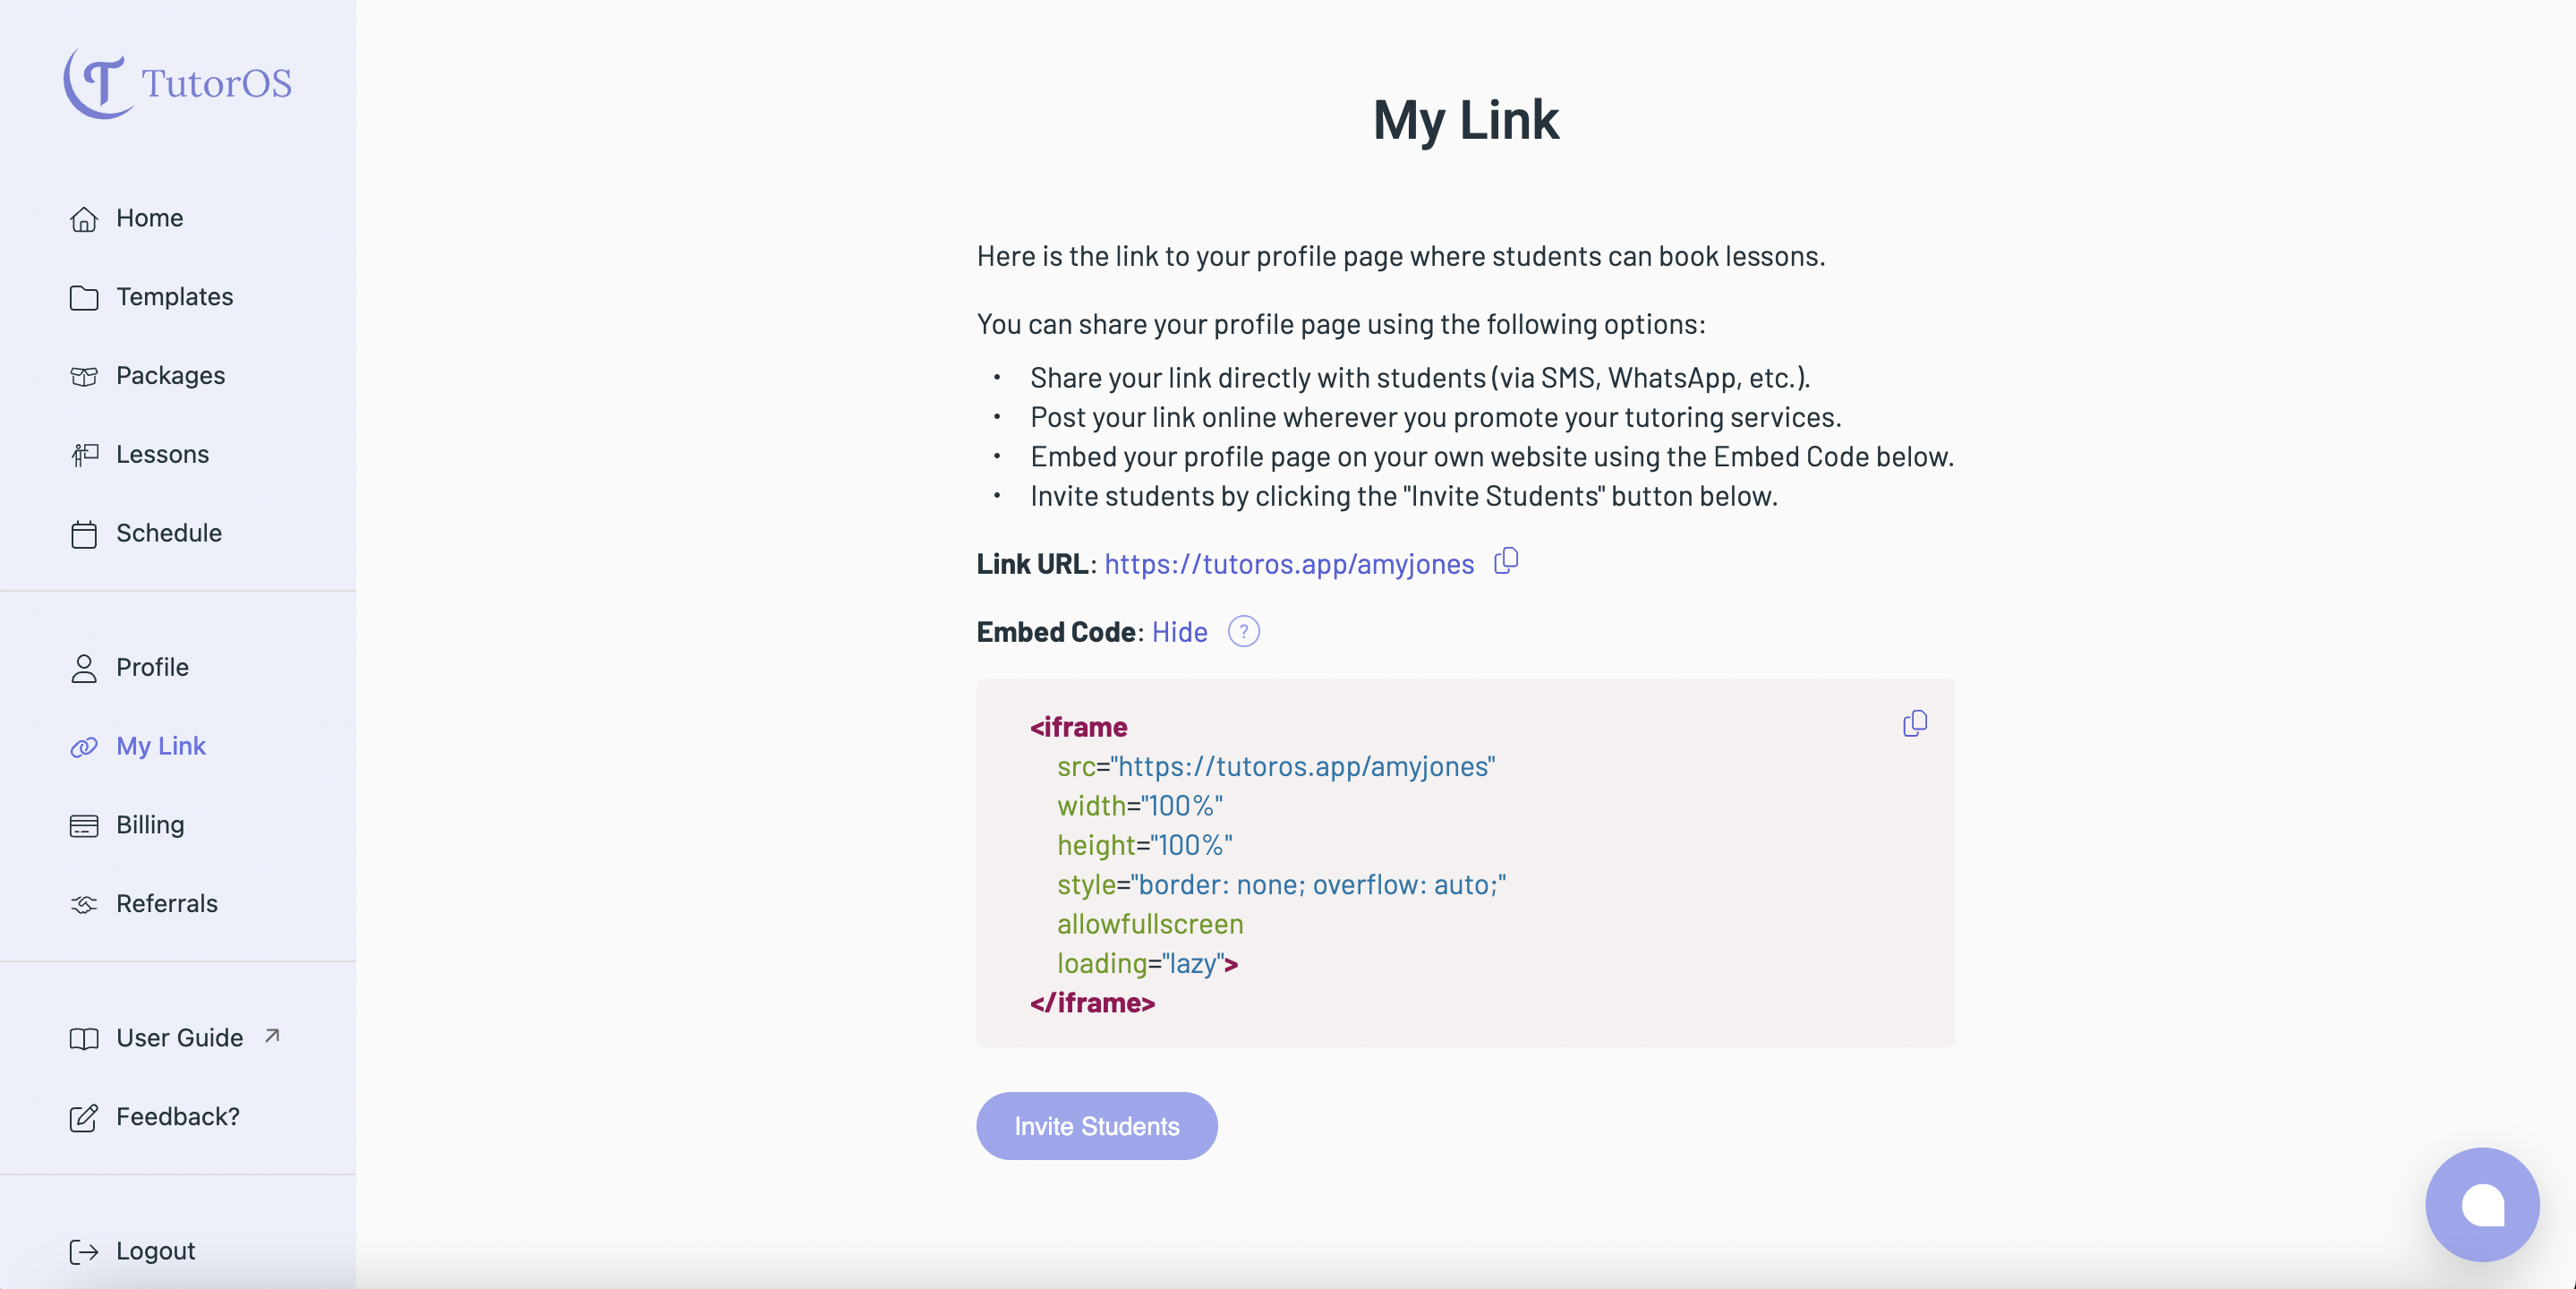 TutorOS
Home
Templates
Packages
Lessons
Schedule
Profile
My Link
Billing
Referrals
User Guide
Feedback?
Logout
My Link
Here is the link to your profile page where students can book lessons.
You can share your profile page using the following options:
• Share your link directly with students (via SMS, WhatsApp, etc.).
• Post your link online wherever you promote your tutoring services.
• Embed your profile page on your own website using the Embed Code below.
• Invite students by clicking the "Invite Students" button below.
Link URL: https://tutoros.app/amyjones
Embed Code: Hide ?
<iframe
src="https://tutoros.app/amyjones"
width="100%"
height="100%"
style="border: none; overflow: auto;"
allowfullscreen
loading="lazy">
</iframe>
Invite Students